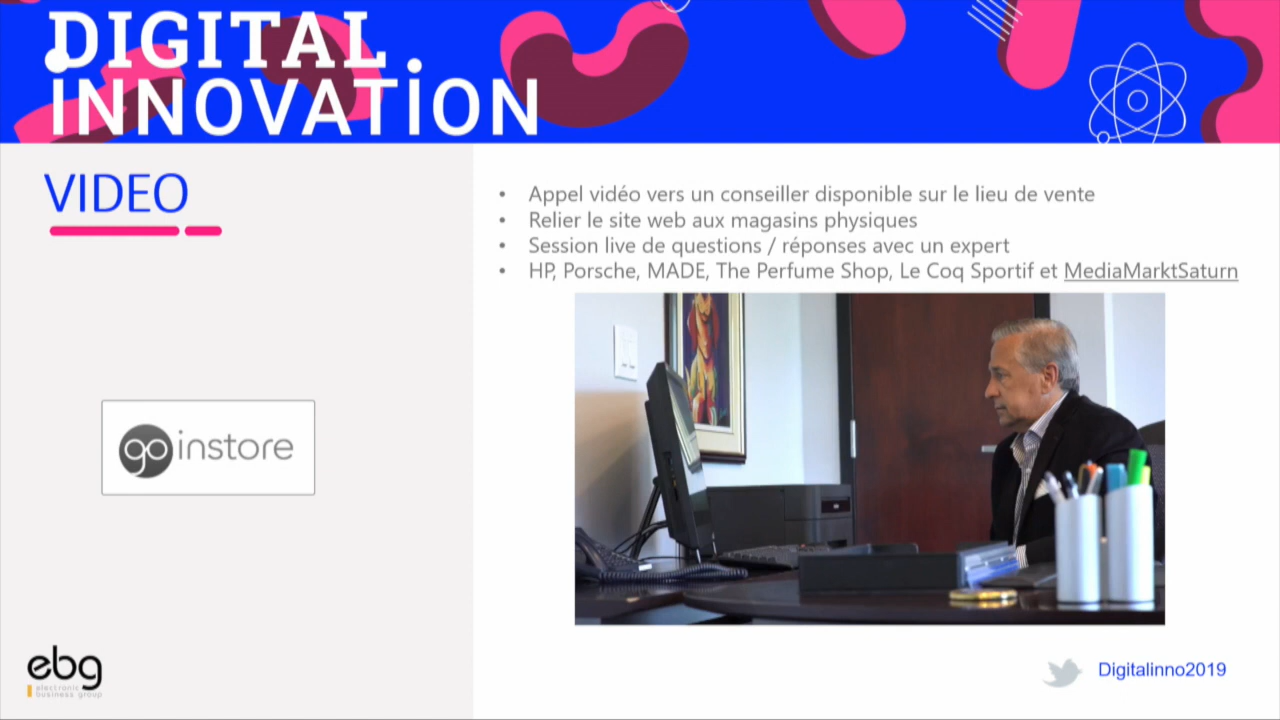 DIGITAL
INNOVATION
VIDEO
• Appel vidéo vers un conseiller disponible sur le lieu de vente
• Relier le site web aux magasins physiques
• Session live de questions / réponses avec un expert
• HP, Porsche, MADE, The Perfume Shop, Le Coq Sportif et MediaMarktSaturn
go instore
ebg
electronic
business group
Digitalinno2019